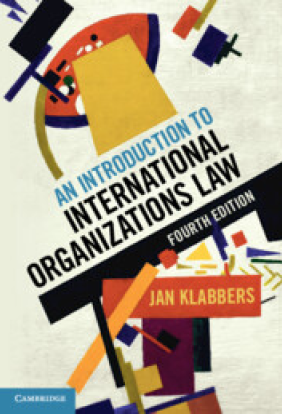 AN INTRODUCTION TO
INTERNATIONAL
ORGANIZATIONS LAW
FOURTH EDITION
JAN KLABBERS
CAMBRIDGE